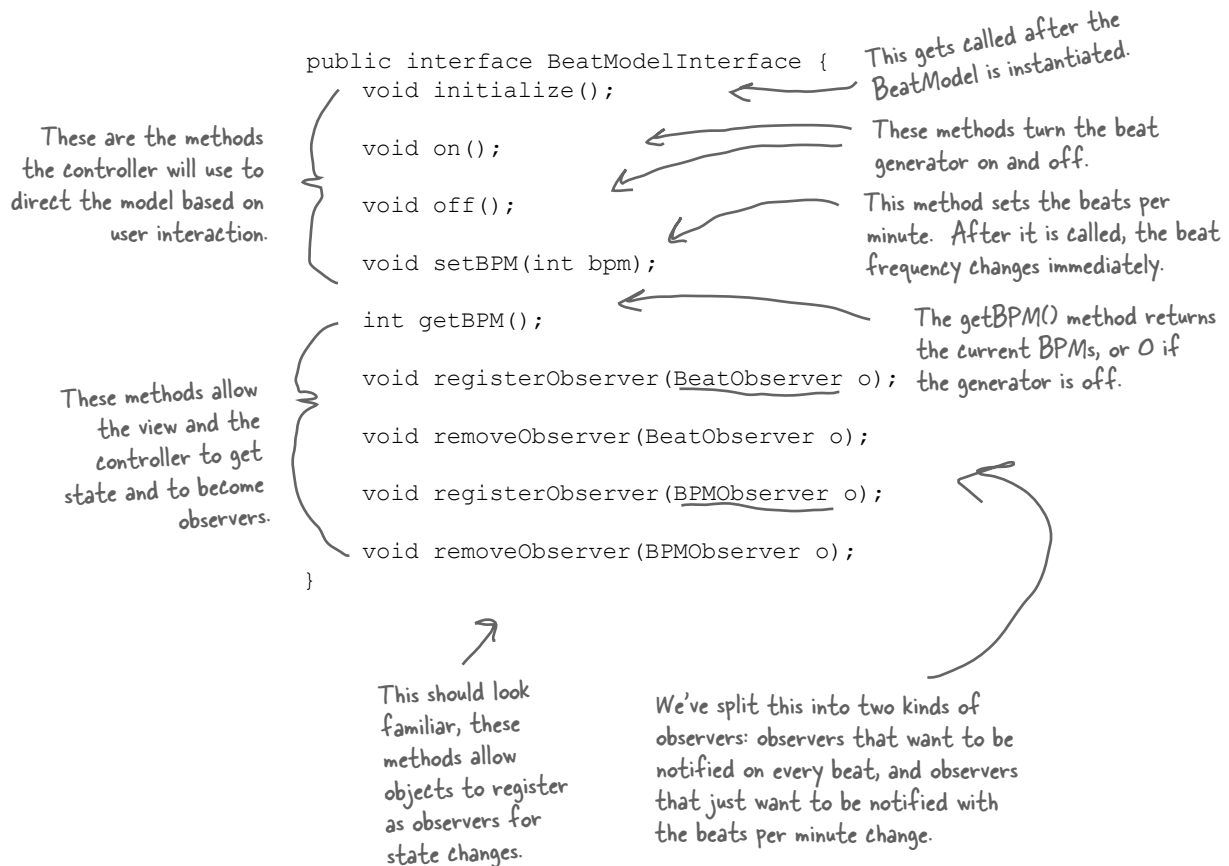 public interface BeatModelInterface {
void initialize();
void on();
void off();
void setBPM(int bpm);
int getBPM();
void registerObserver(BeatObserver o);
void removeObserver(BeatObserver o);
void registerObserver(BPMObserver o);
void removeObserver(BPMObserver o);
}
These are the methods
the controller will use to
direct the model based on
user interaction.
These methods allow
the view and the
controller to get
state and to become
observers.
This gets called after the
BeatModel is instantiated.
These methods turn the beat
generator on and off.
This method sets the beats per
minute. After it is called, the beat
frequency changes immediately.
The getBPM() method returns
the current BPMs, or 0 if
the generator is off.
This should look
familiar, these
methods allow
objects to register
as observers for
state changes.
We've split this into two kinds of
observers: observers that want to be
notified on every beat, and observers
that just want to be notified with
the beats per minute change.